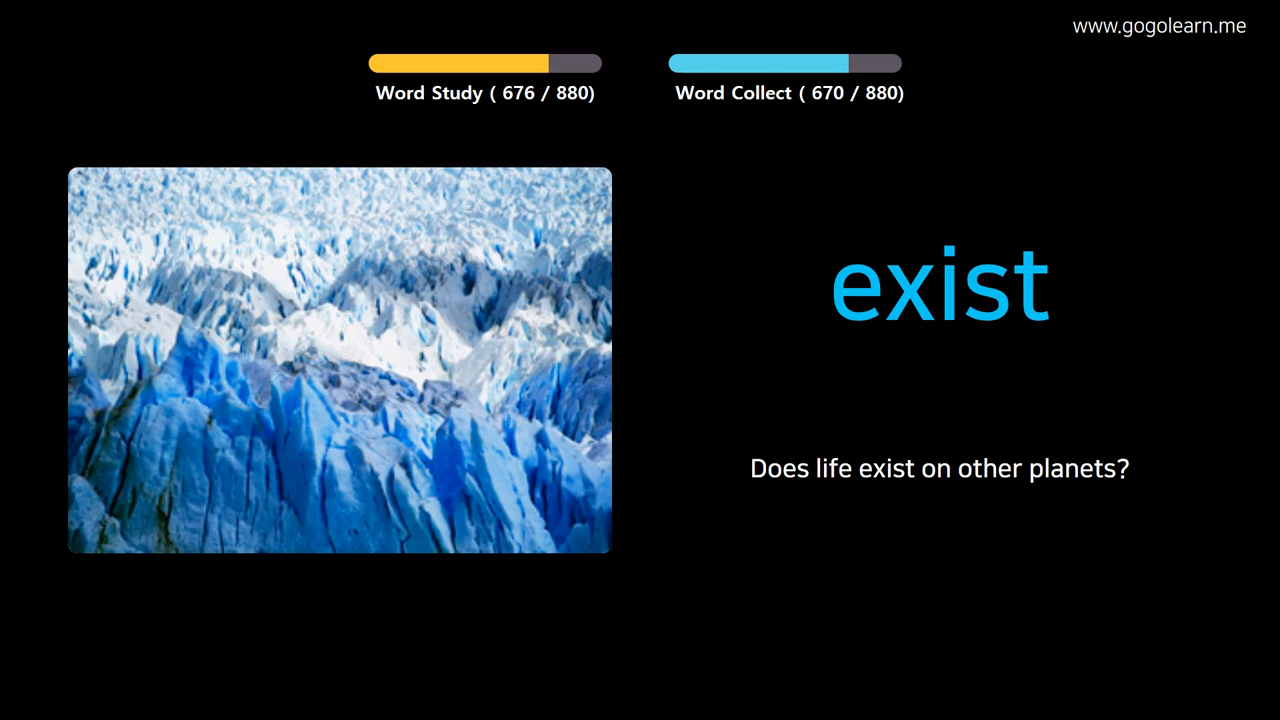 www.gogolearn.me
Word Study ( 676 / 880)
Word Collect ( 670 / 880)
exist
Does life exist on other planets?